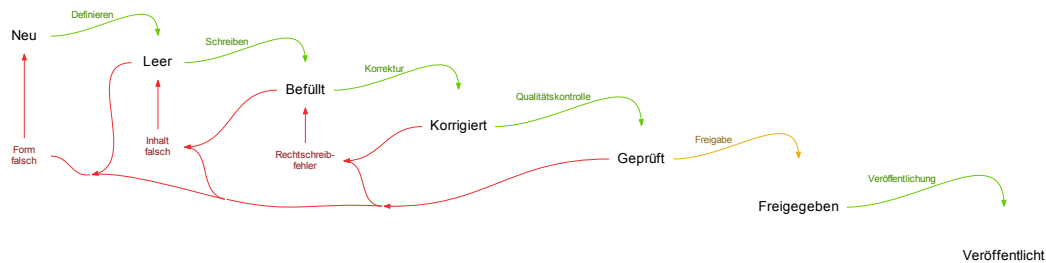 Definieren
Neu
Schreiben
Leer
Korrektur
Befüllt
Qualitätskontrolle
Korrigiert
Freigabe
Form
falsch
Inhalt
falsch
Rechtschreib-
fehler
Geprüft
Veröffentlichung
Freigegeben
Veröffentlicht